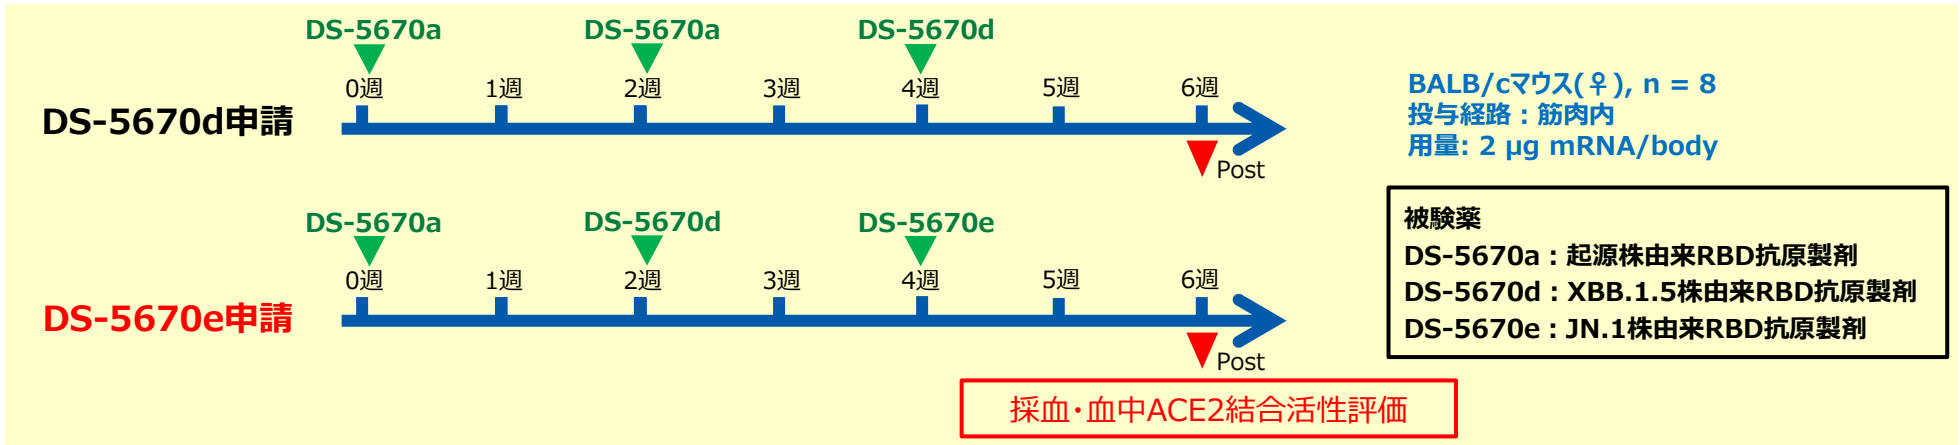 DS-5670a DS-5670a DS-5670d
0週 1週 2週 3週 4週 5週 6週
DS-5670d申請
Post
BALB/cマウス(♀), n = 8
投与経路：筋肉内
用量: 2 μg mRNA/body
DS-5670a DS-5670d DS-5670e
0週 1週 2週 3週 4週 5週 6週
DS-5670e申請
Post
被験薬
DS-5670a：起源株由来RBD抗原製剤
DS-5670d：XBB.1.5株由来RBD抗原製剤
DS-5670e：JN.1株由来RBD抗原製剤
採血・血中ACE2結合活性評価